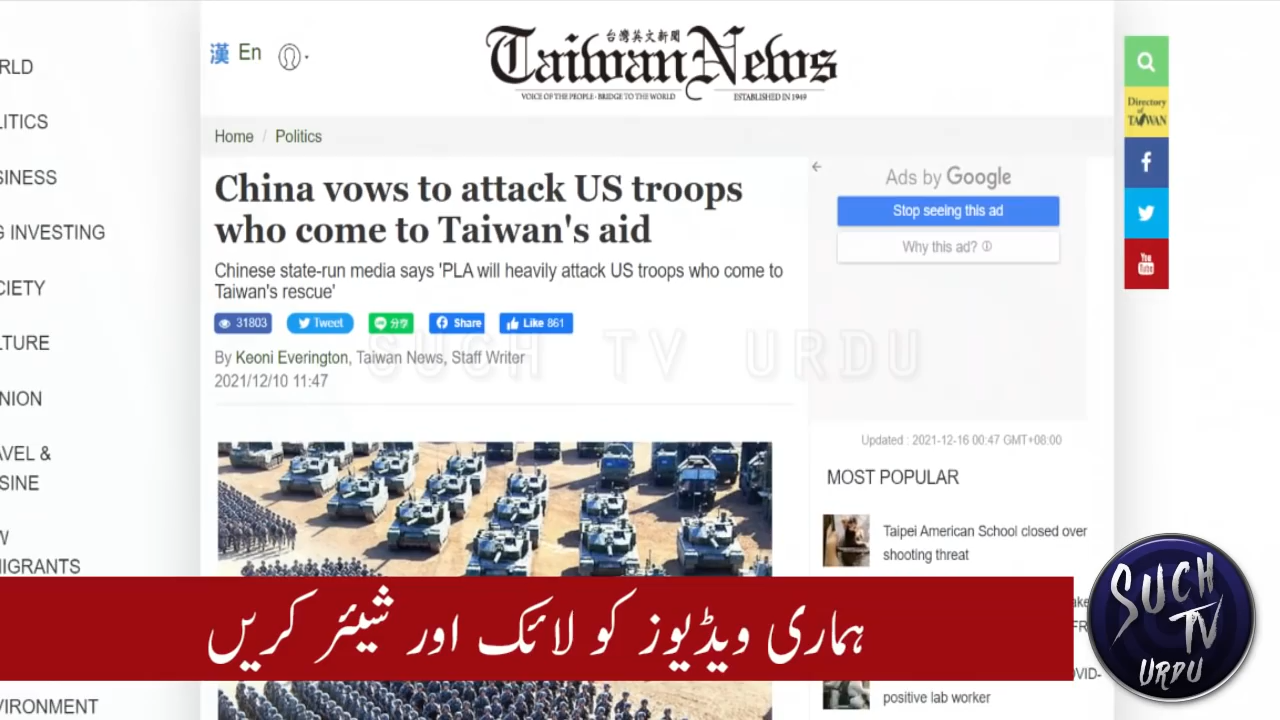 漢 En
台灣英文新聞
Taiwan News
VOICE OF THE PEOPLE · BRIDGE TO THE WORLD ESTABLISHED IN 1949
Directory of TAIWAN
RLD
LITICS
SINESS
G INVESTING
CIETY
LTURE
NION
AVEL &
SINE
W
MIGRANTS
VIRONMENT
Home / Politics
China vows to attack US troops
who come to Taiwan's aid
Chinese state-run media says 'PLA will heavily attack US troops who come to
Taiwan's rescue'
31803 Tweet 分享 Share Like 861
By Keoni Everington, Taiwan News, Staff Writer
2021/12/10 11:47
SUCH TV URDU
Ads by Google
Stop seeing this ad
Why this ad?
Updated : 2021-12-16 00:47 GMT+08:00
MOST POPULAR
Taipei American School closed over
shooting threat
OVID-
positive lab worker
You Tube
ہماری ویڈیوز کو لائک اور شیئر کریں
SUCH
TV
URDU